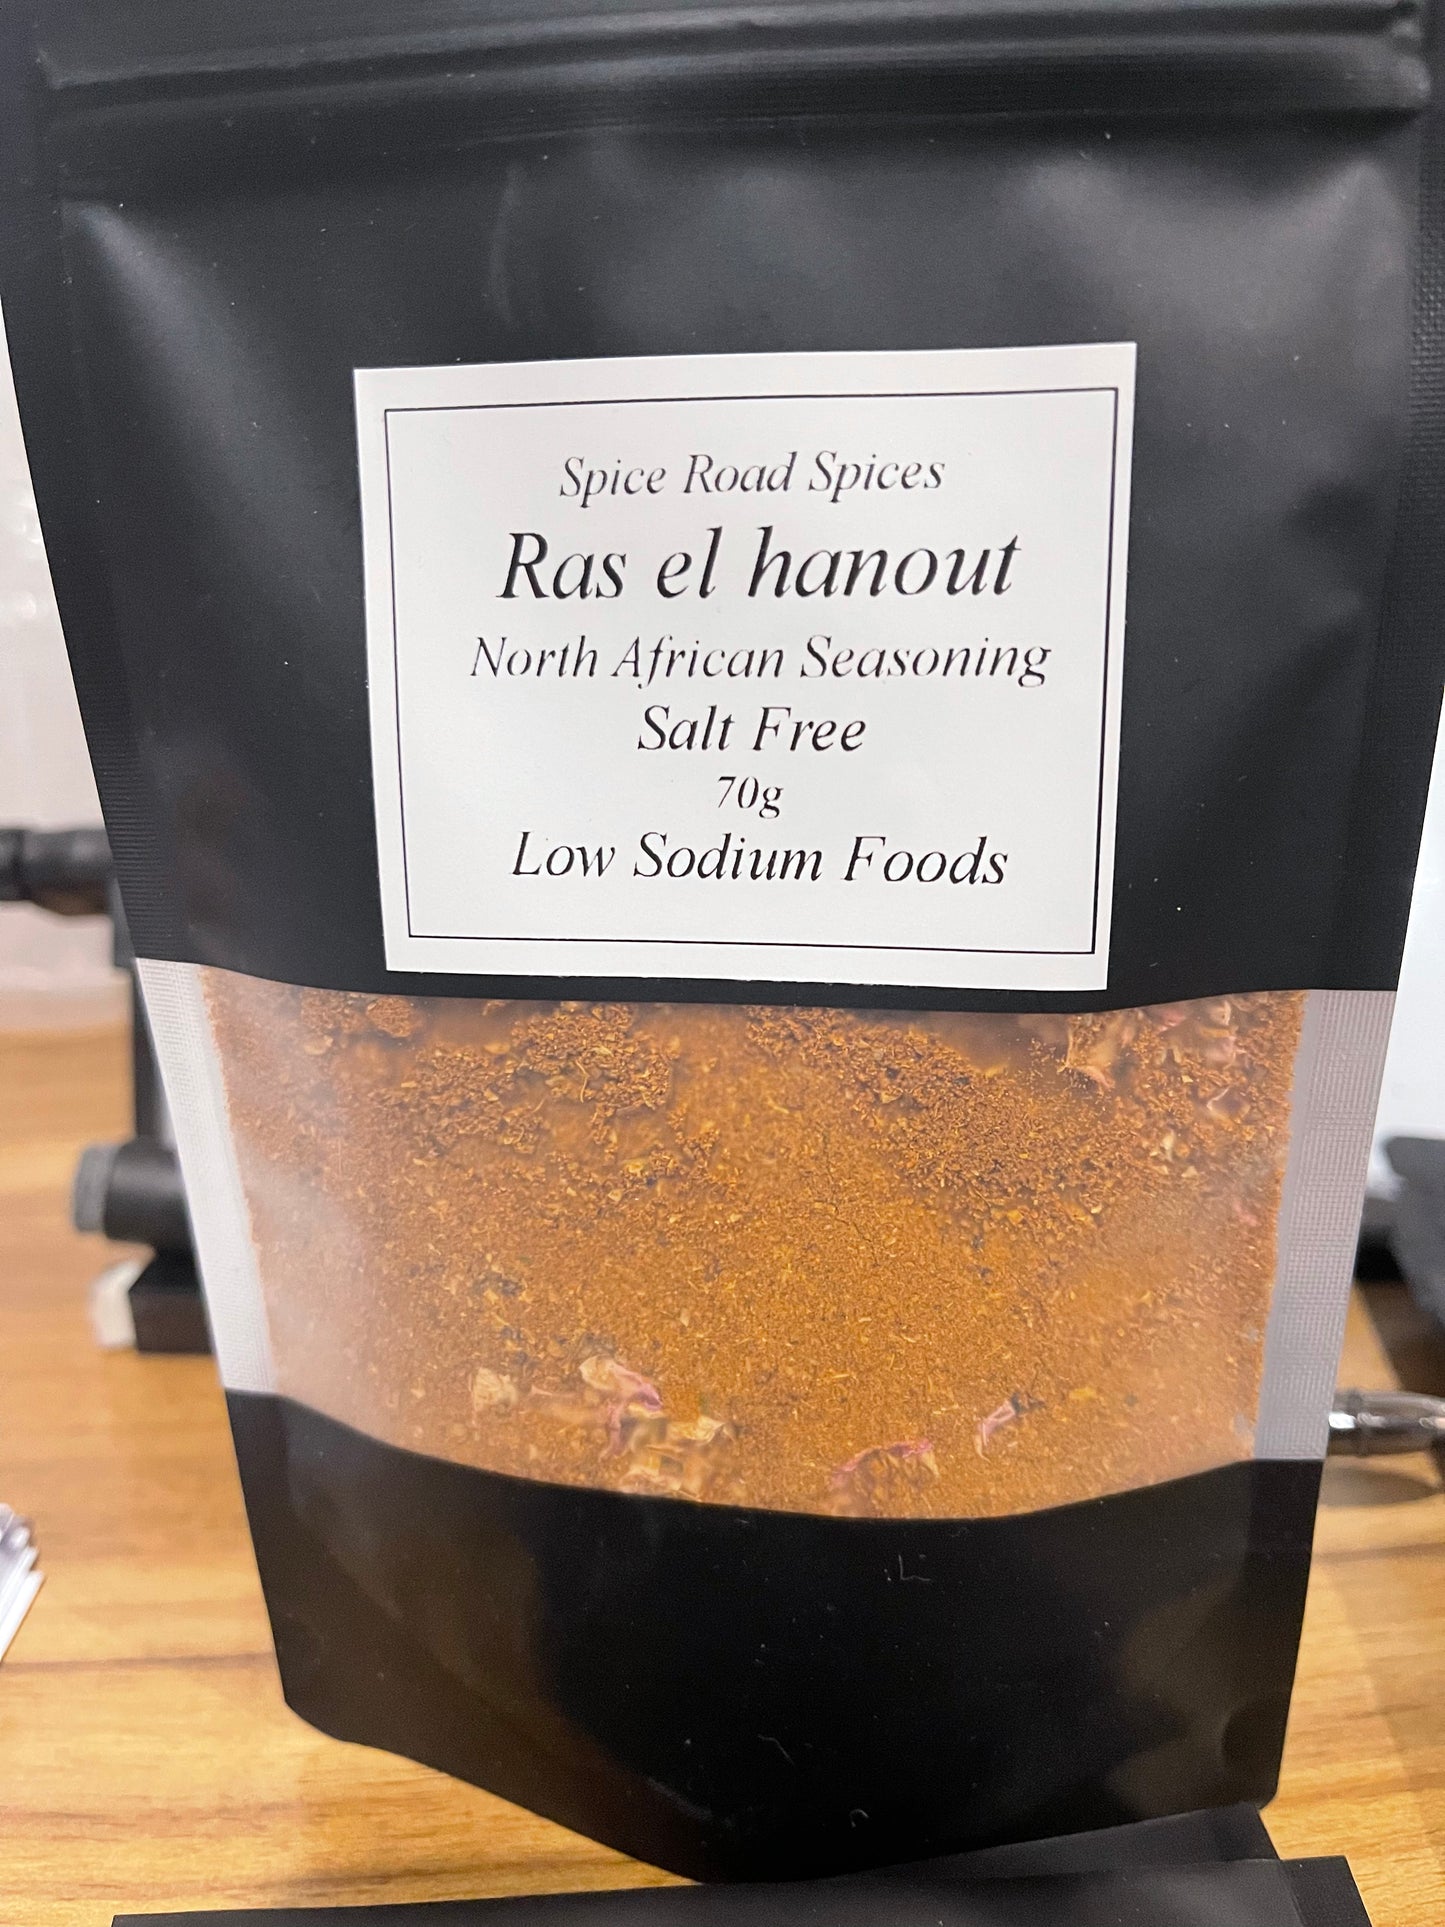 Spice Road Spices
Ras el hanout
North African Seasoning
Salt Free
70g
Low Sodium Foods